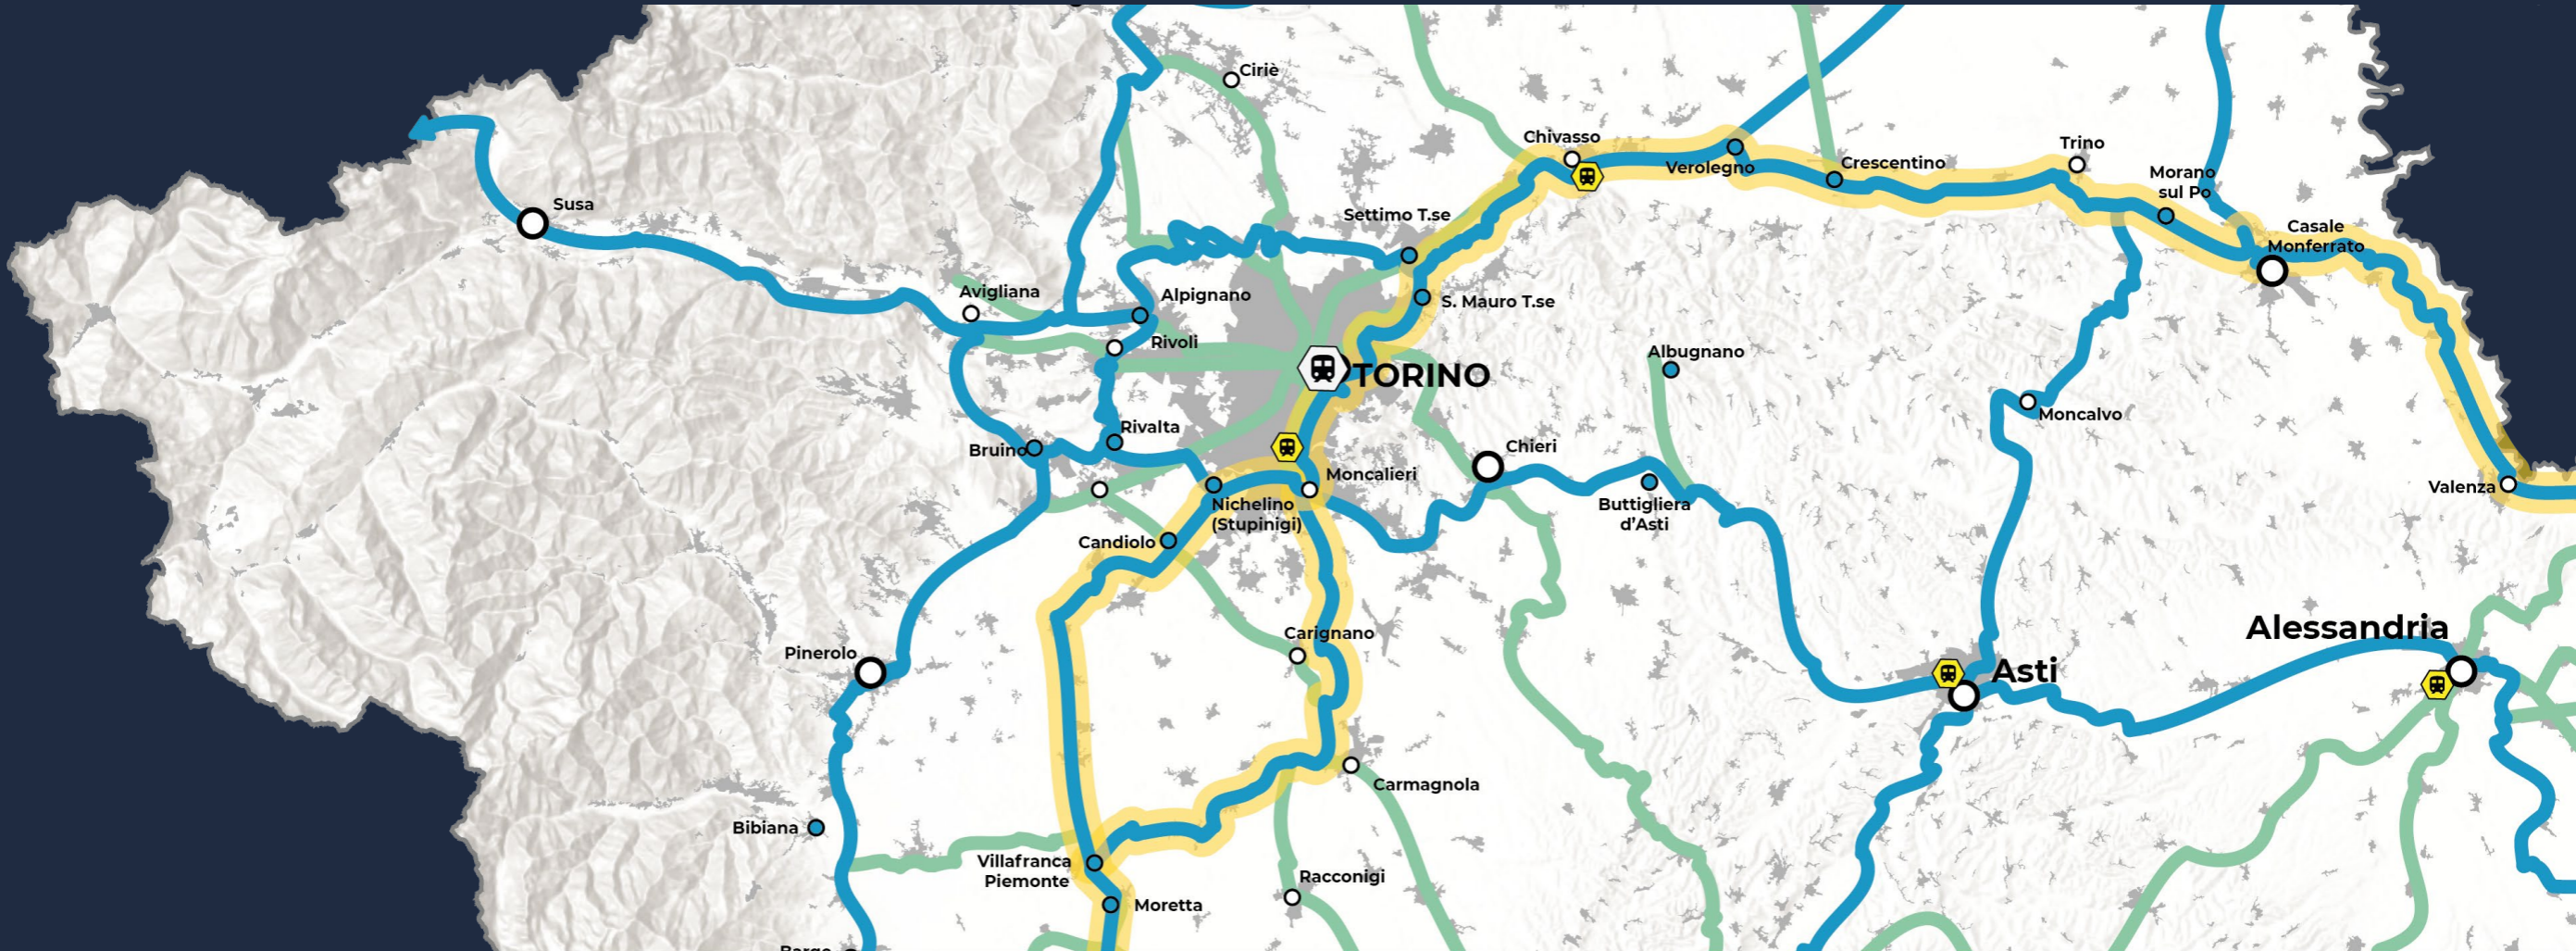 Ciriè
Chivasso
Verolegno
Crescentino
Trino
Morano
sul Po
Susa
Settimo T.se
Casale
Monferrato
Avigliana
Alpignano
S. Mauro T.se
Rivoli
Albugnano
TORINO
Moncalvo
Rivalta
Bruino
Chieri
Moncalieri
Valenza
Nichelino
(Stupinigi)
Buttigliera
d'Asti
Candiolo
Carignano
Alessandria
Pinerolo
Asti
Carmagnola
Bibiana
Villafranca
Piemonte
Racconigi
Moretta